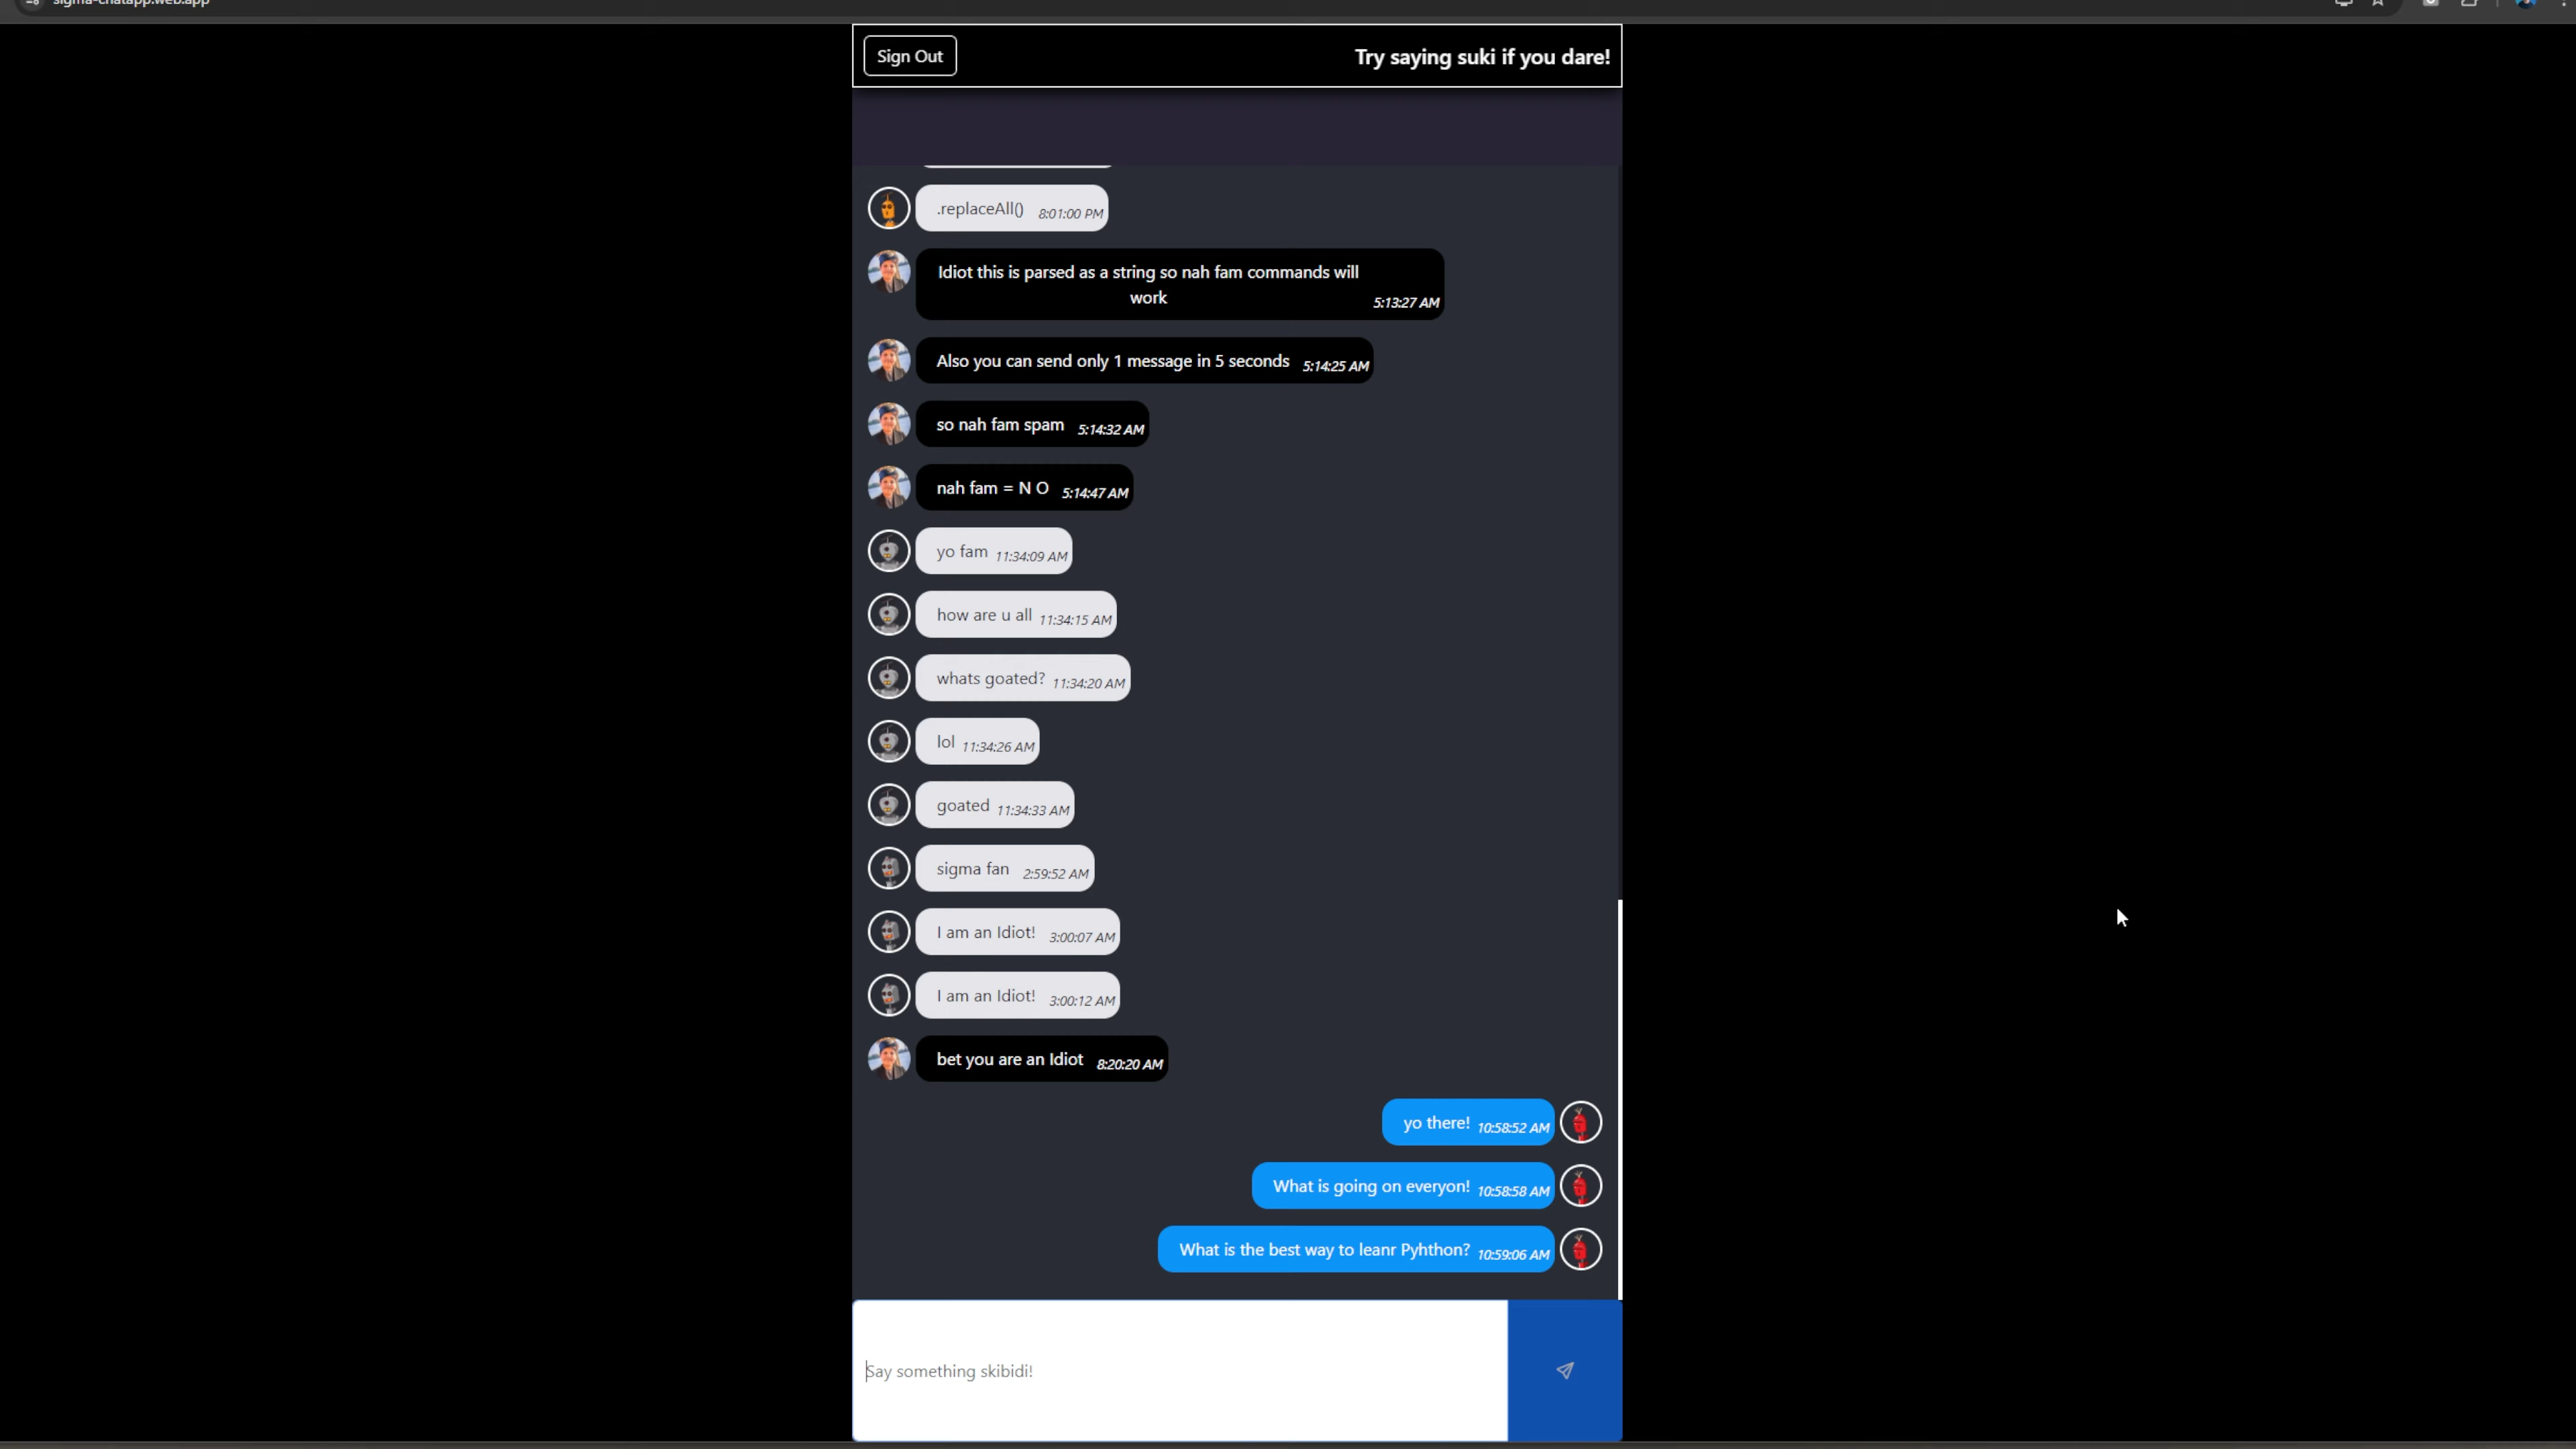 sigma-chatapp.web.app
Sign Out
Try saying suki if you dare!
.replaceAll() 8:01:00 PM
Idiot this is parsed as a string so nah fam commands will
work 5:13:27 AM
Also you can send only 1 message in 5 seconds 5:14:25 AM
so nah fam spam 5:14:32 AM
nah fam = N O 5:14:47 AM
yo fam 11:34:09 AM
how are u all 11:34:15 AM
whats goated? 11:34:20 AM
lol 11:34:26 AM
goated 11:34:33 AM
sigma fan 2:59:52 AM
I am an Idiot! 3:00:07 AM
I am an Idiot! 3:00:12 AM
bet you are an Idiot 8:20:20 AM
yo there! 10:58:52 AM
What is going on everyon! 10:58:58 AM
What is the best way to leanr Pyhthon? 10:59:06 AM
Say something skibidi!